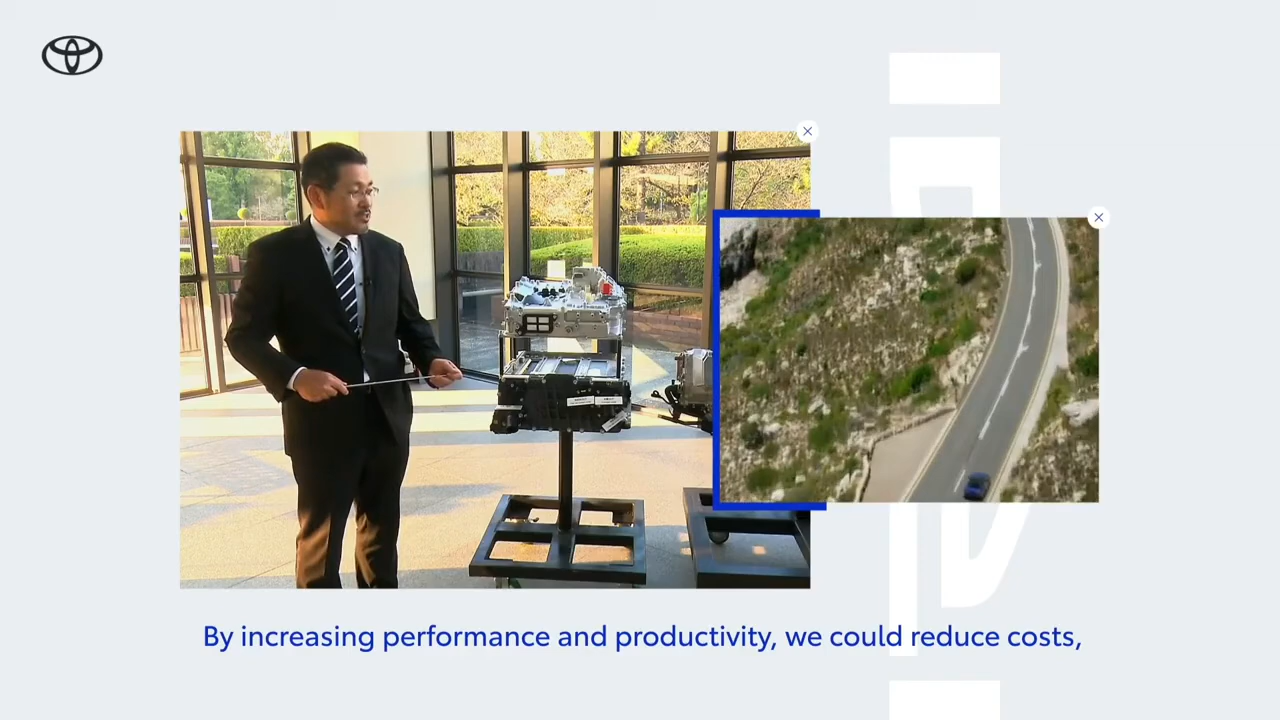 By increasing performance and productivity, we could reduce costs,